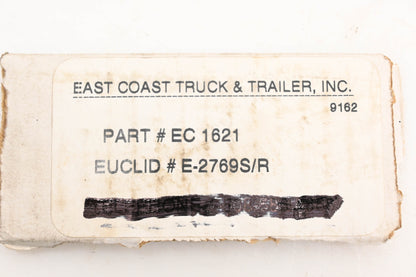 EAST COAST TRUCK & TRAILER, INC.
9162
PART # EC 1621
EUCLID # E-2769S/R